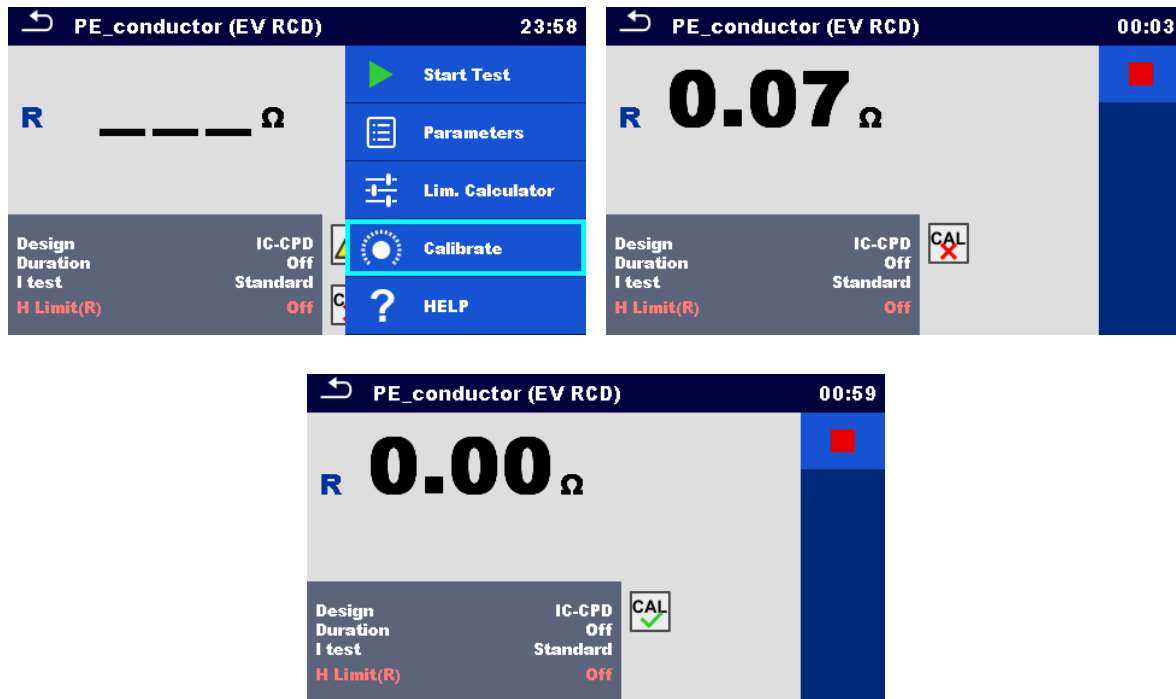 PE_conductor (EV RCD) 23:58
R ___ Ω
Start Test
Parameters
Lim. Calculator
Calibrate
? HELP
Design IC-CPD
Duration Off
I test Standard
H Limit(R) Off
PE_conductor (EV RCD) 00:03
R 0.07 Ω
Design IC-CPD
Duration Off
I test Standard
H Limit(R) Off
CAL
PE_conductor (EV RCD) 00:59
R 0.00 Ω
Design IC-CPD
Duration Off
I test Standard
H Limit(R) Off
CAL